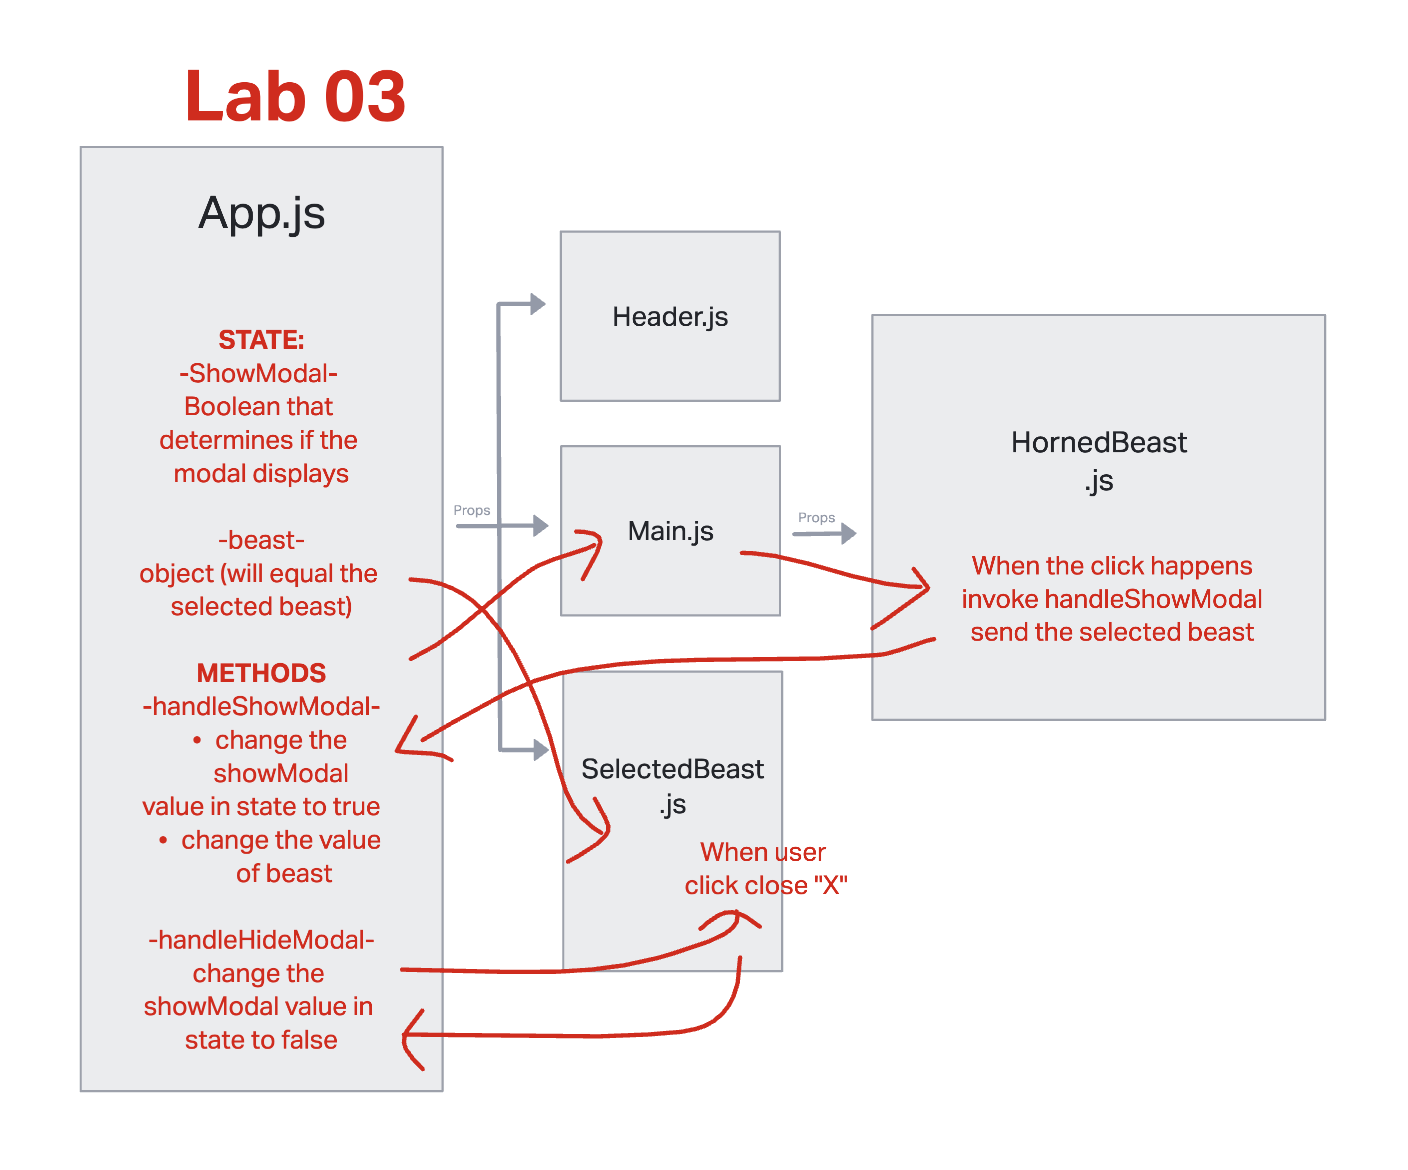 Lab 03
App.js
STATE:
-ShowModal-
Boolean that
determines if the
modal displays
-beast-
object (will equal the
selected beast)
METHODS
-handleShowModal-
• change the
showModal
value in state to true
• change the value
of beast
-handleHideModal-
change the
showModal value in
state to false
Props
Header.js
Main.js
Props
SelectedBeast
.js
When user
click close "X"
HornedBeast
.js
When the click happens
invoke handleShowModal
send the selected beast